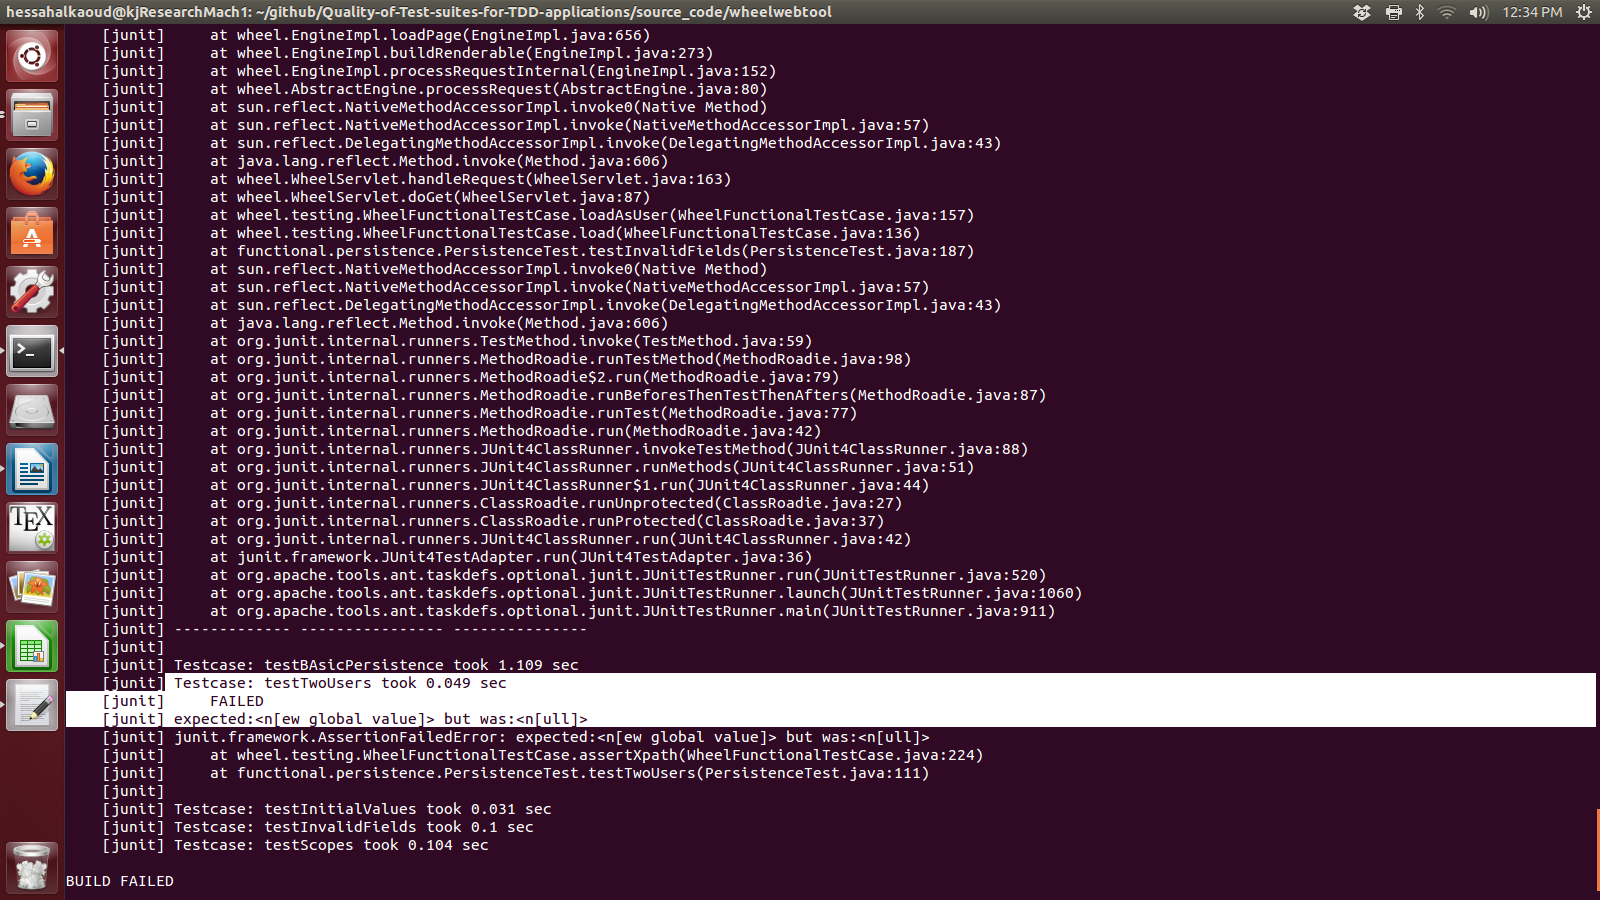 hessahalkaoud@kjResearchMach1: ~/github/Quality-of-Test-suites-for-TDD-applications/source_code/wheelwebtool
12:34 PM
[junit]     at wheel.EngineImpl.loadPage(EngineImpl.java:656)
[junit]     at wheel.EngineImpl.buildRenderable(EngineImpl.java:273)
[junit]     at wheel.EngineImpl.processRequestInternal(EngineImpl.java:152)
[junit]     at wheel.AbstractEngine.processRequest(AbstractEngine.java:80)
[junit]     at sun.reflect.NativeMethodAccessorImpl.invoke0(Native Method)
[junit]     at sun.reflect.NativeMethodAccessorImpl.invoke(NativeMethodAccessorImpl.java:57)
[junit]     at sun.reflect.DelegatingMethodAccessorImpl.invoke(DelegatingMethodAccessorImpl.java:43)
[junit]     at java.lang.reflect.Method.invoke(Method.java:606)
[junit]     at wheel.WheelServlet.handleRequest(WheelServlet.java:163)
[junit]     at wheel.WheelServlet.doGet(WheelServlet.java:87)
[junit]     at wheel.testing.WheelFunctionalTestCase.loadAsUser(WheelFunctionalTestCase.java:157)
[junit]     at wheel.testing.WheelFunctionalTestCase.load(WheelFunctionalTestCase.java:136)
[junit]     at functional.persistence.PersistenceTest.testInvalidFields(PersistenceTest.java:187)
[junit]     at sun.reflect.NativeMethodAccessorImpl.invoke0(Native Method)
[junit]     at sun.reflect.NativeMethodAccessorImpl.invoke(NativeMethodAccessorImpl.java:57)
[junit]     at sun.reflect.DelegatingMethodAccessorImpl.invoke(DelegatingMethodAccessorImpl.java:43)
[junit]     at java.lang.reflect.Method.invoke(Method.java:606)
[junit]     at org.junit.internal.runners.TestMethod.invoke(TestMethod.java:59)
[junit]     at org.junit.internal.runners.MethodRoadie.runTestMethod(MethodRoadie.java:98)
[junit]     at org.junit.internal.runners.MethodRoadie$2.run(MethodRoadie.java:79)
[junit]     at org.junit.internal.runners.MethodRoadie.runBeforesThenTestThenAfters(MethodRoadie.java:87)
[junit]     at org.junit.internal.runners.MethodRoadie.runTest(MethodRoadie.java:77)
[junit]     at org.junit.internal.runners.MethodRoadie.run(MethodRoadie.java:42)
[junit]     at org.junit.internal.runners.JUnit4ClassRunner.invokeTestMethod(JUnit4ClassRunner.java:88)
[junit]     at org.junit.internal.runners.JUnit4ClassRunner.runMethods(JUnit4ClassRunner.java:51)
[junit]     at org.junit.internal.runners.JUnit4ClassRunner$1.run(JUnit4ClassRunner.java:44)
[junit]     at org.junit.internal.runners.ClassRoadie.runUnprotected(ClassRoadie.java:27)
[junit]     at org.junit.internal.runners.ClassRoadie.runProtected(ClassRoadie.java:37)
[junit]     at org.junit.internal.runners.JUnit4ClassRunner.run(JUnit4ClassRunner.java:42)
[junit]     at junit.framework.JUnit4TestAdapter.run(JUnit4TestAdapter.java:36)
[junit]     at org.apache.tools.ant.taskdefs.optional.junit.JUnitTestRunner.run(JUnitTestRunner.java:520)
[junit]     at org.apache.tools.ant.taskdefs.optional.junit.JUnitTestRunner.launch(JUnitTestRunner.java:1060)
[junit]     at org.apache.tools.ant.taskdefs.optional.junit.JUnitTestRunner.main(JUnitTestRunner.java:911)
[junit] ------------- ---------------- ---------------
[junit]
[junit] Testcase: testBAsicPersistence took 1.109 sec
[junit] Testcase: testTwoUsers took 0.049 sec
[junit]     FAILED
[junit] expected:<n[ew global value]> but was:<n[ull]>
[junit] junit.framework.AssertionFailedError: expected:<n[ew global value]> but was:<n[ull]>
[junit]     at wheel.testing.WheelFunctionalTestCase.assertXpath(WheelFunctionalTestCase.java:224)
[junit]     at functional.persistence.PersistenceTest.testTwoUsers(PersistenceTest.java:111)
[junit]
[junit] Testcase: testInitialValues took 0.031 sec
[junit] Testcase: testInvalidFields took 0.1 sec
[junit] Testcase: testScopes took 0.104 sec
BUILD FAILED
TEX